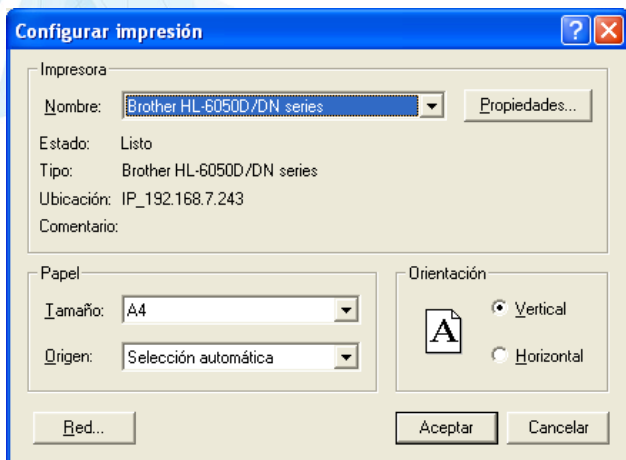 Configurar impresión
Impresora
Nombre: Brother HL-6050D/DN series Propiedades...
Estado: Listo
Tipo: Brother HL-6050D/DN series
Ubicación: IP_192.168.7.243
Comentario:
Papel
Tamaño: A4
Origen: Selección automática
Orientación
A
Vertical
Horizontal
Red... Aceptar Cancelar